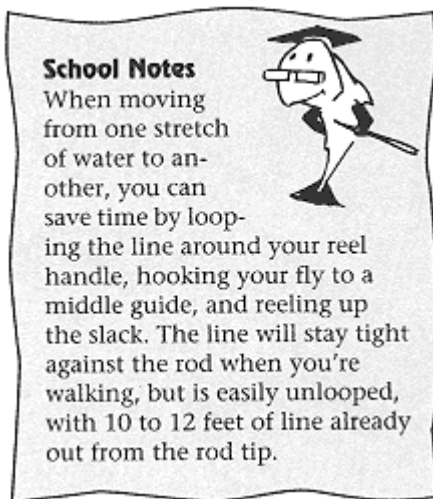 School Notes
When moving
from one stretch
of water to an-
other, you can
save time by loop-
ing the line around your reel
handle, hooking your fly to a
middle guide, and reeling up
the slack. The line will stay tight
against the rod when you're
walking, but is easily unlooped,
with 10 to 12 feet of line already
out from the rod tip.